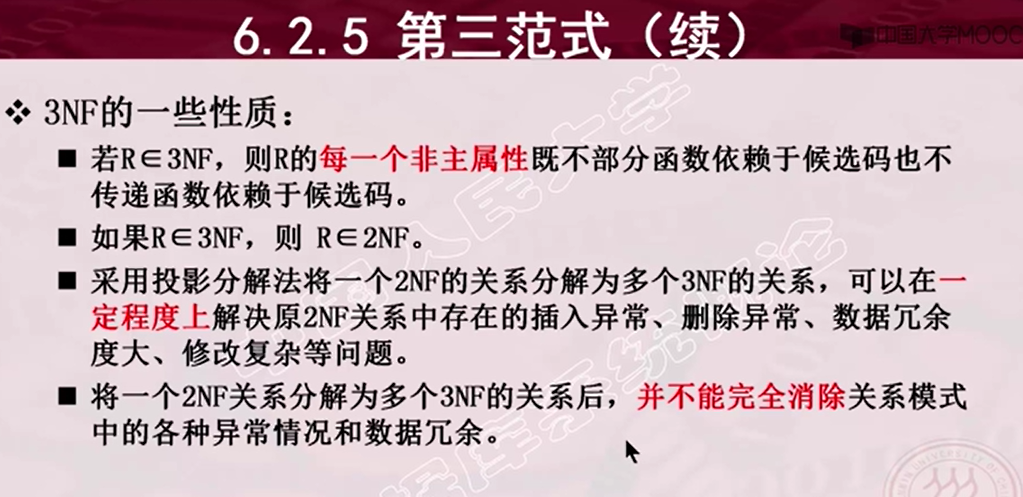 6.2.5 第三范式（续）
中国大学MOOC
❖ 3NF的一些性质：
■ 若R∈3NF，则R的每一个非主属性既不部分函数依赖于候选码也不
传递函数依赖于候选码。
■ 如果R∈3NF，则 R∈2NF。
■ 采用投影分解法将一个2NF的关系分解为多个3NF的关系，可以在一
定程度上解决原2NF关系中存在的插入异常、删除异常、数据冗余
度大、修改复杂等问题。
■ 将一个2NF关系分解为多个3NF的关系后，并不能完全消除关系模式
中的各种异常情况和数据冗余。